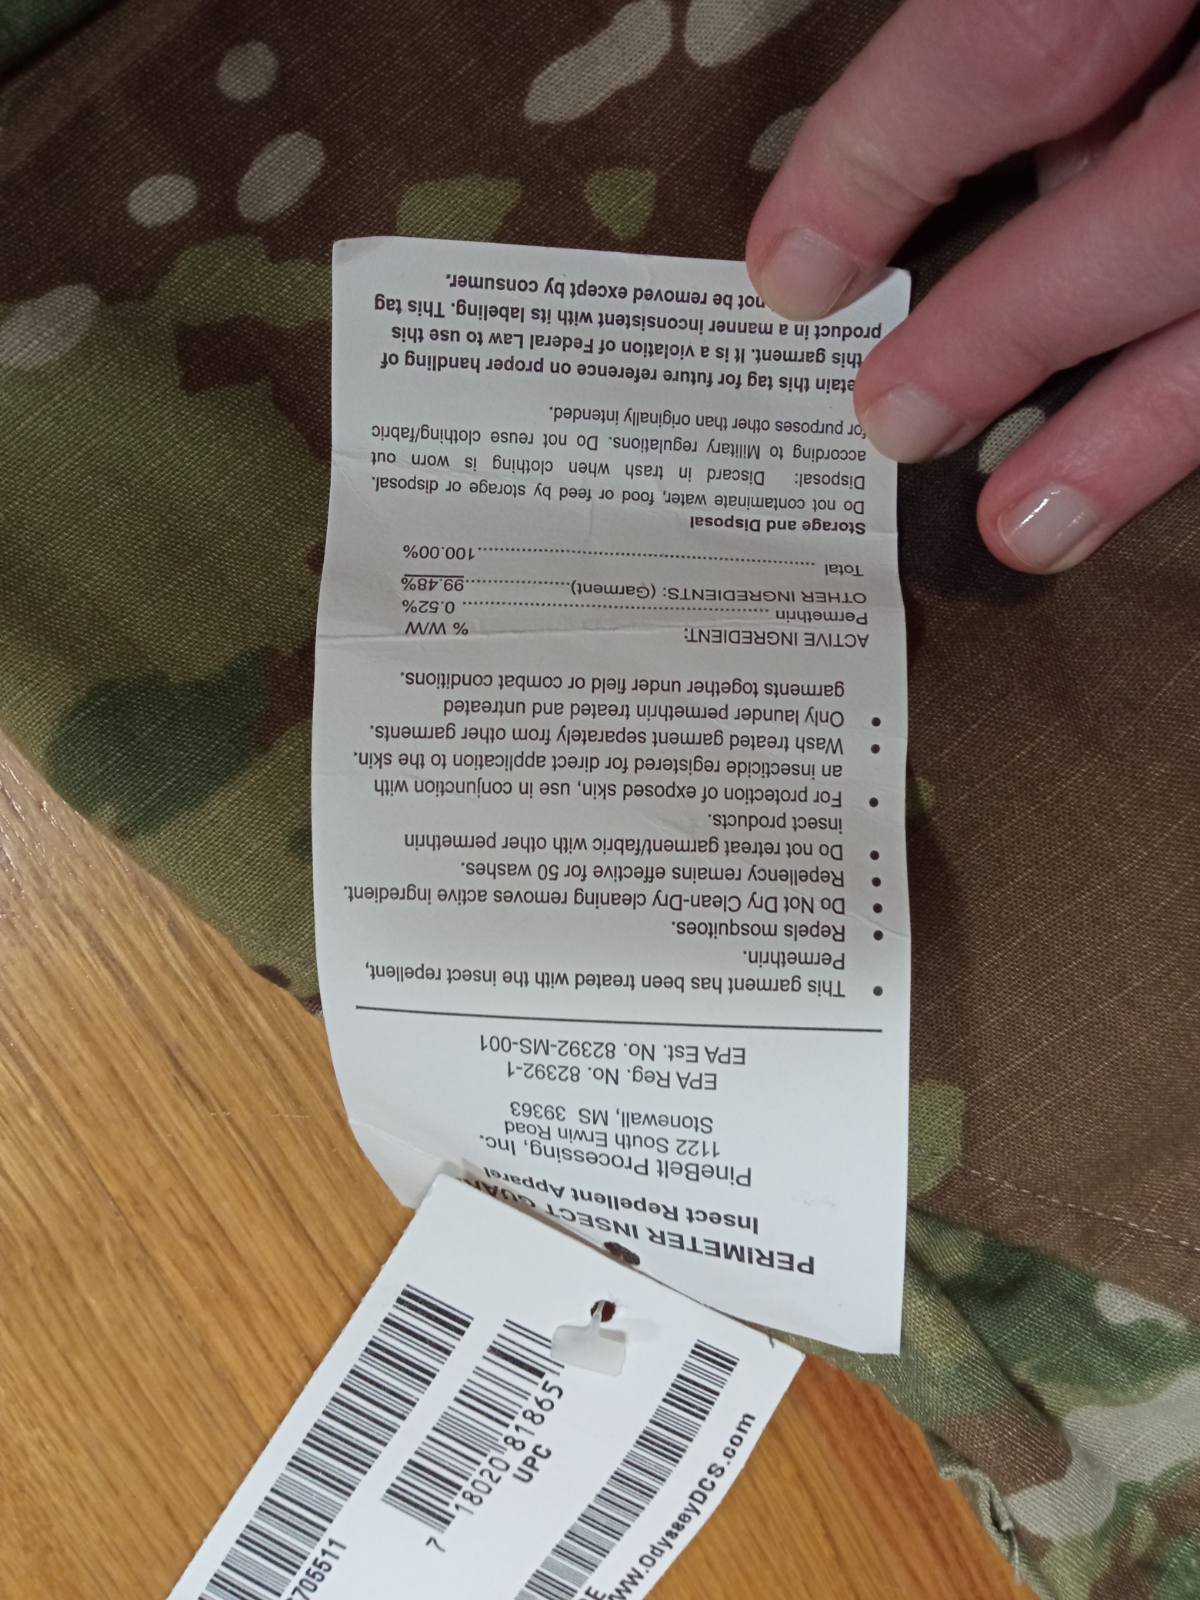 PERIMETER INSECT
Insect Repellent Apparel
PineBelt Processing, Inc.
1122 South Erwin Road
Stonewall, MS 39363
EPA Reg. No. 82392-1
EPA Est. No. 82392-MS-001
• This garment has been treated with the insect repellent,
Permethrin.
• Repels mosquitoes.
• Do Not Dry Clean-Dry cleaning removes active ingredient.
• Repellency remains effective for 50 washes.
• Do not retreat garment/fabric with other permethrin
insect products.
• For protection of exposed skin, use in conjunction with
an insecticide registered for direct application to the skin.
• Wash treated garment separately from other garments.
• Only launder permethrin treated and untreated
garments together under field or combat conditions.
ACTIVE INGREDIENT: % W/W
Permethrin ........................................ 0.52%
OTHER INGREDIENTS: (Garment)....................99.48%
Total ............................................................100.00%
Storage and Disposal
Do not contaminate water, food or feed by storage or disposal.
Disposal: Discard in trash when clothing is worn out
according to Military regulations. Do not reuse clothing/fabric
for purposes other than originally intended.
etain this tag for future reference on proper handling of
this garment. It is a violation of Federal Law to use this
product in a manner inconsistent with its labeling. This tag
not be removed except by consumer.
705511
7 18020 81865
UPC
www.OdysseyDCS.com